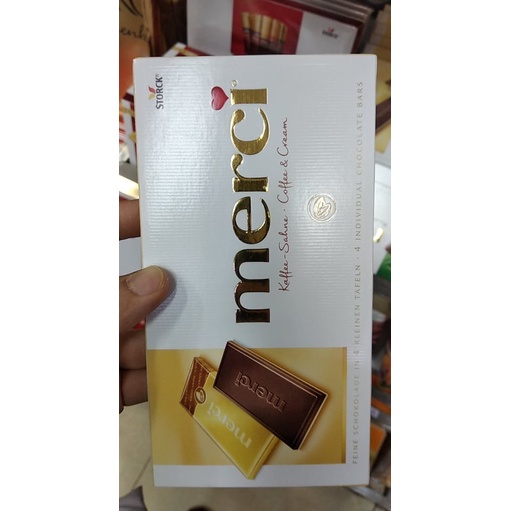 STORCK®
merci
Kaffee-Sahne · Coffee & Cream
FEINE SCHOKOLADE IN 4 KLEINEN TAFELN · 4 INDIVIDUAL CHOCOLATE BARS
merci
merci